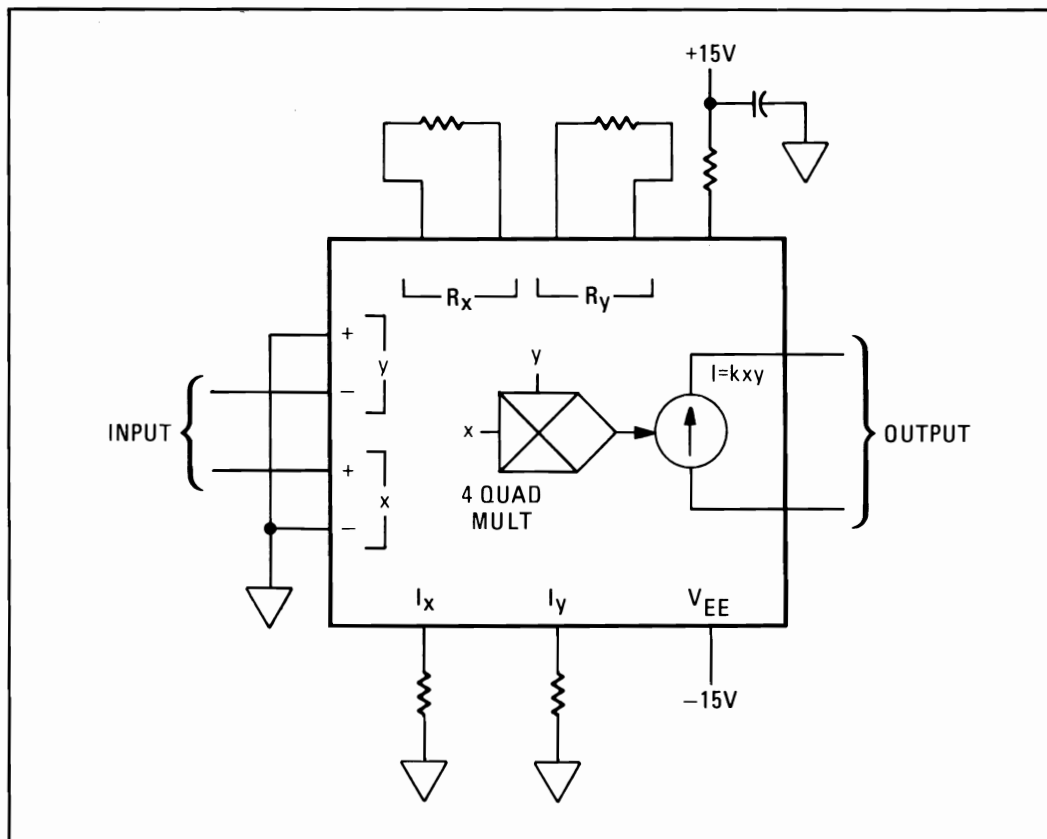 +15V
Rx Ry
+
y
−
INPUT
+
x
−
y
x
4 QUAD
MULT
I=kxy
OUTPUT
Ix Iy VEE
−15V